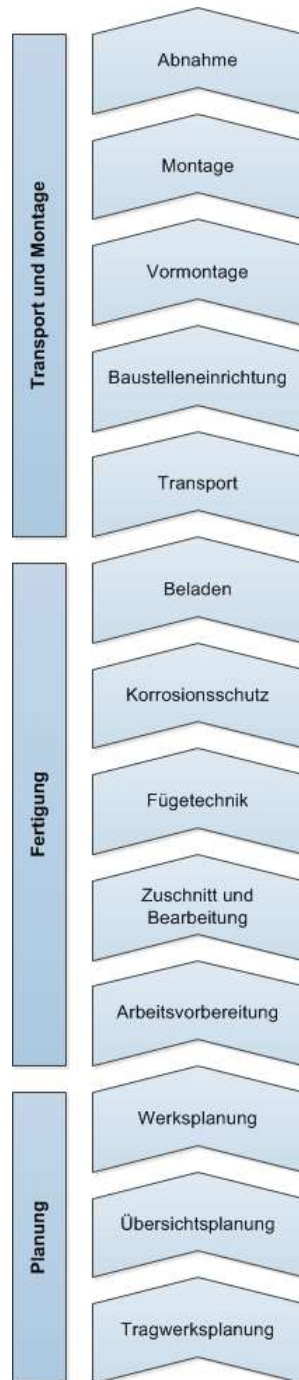 Transport und Montage
Abnahme
Montage
Vormontage
Baustelleneinrichtung
Transport
Fertigung
Beladen
Korrosionsschutz
Fügetechnik
Zuschnitt und
Bearbeitung
Arbeitsvorbereitung
Planung
Werksplanung
Übersichtsplanung
Tragwerksplanung